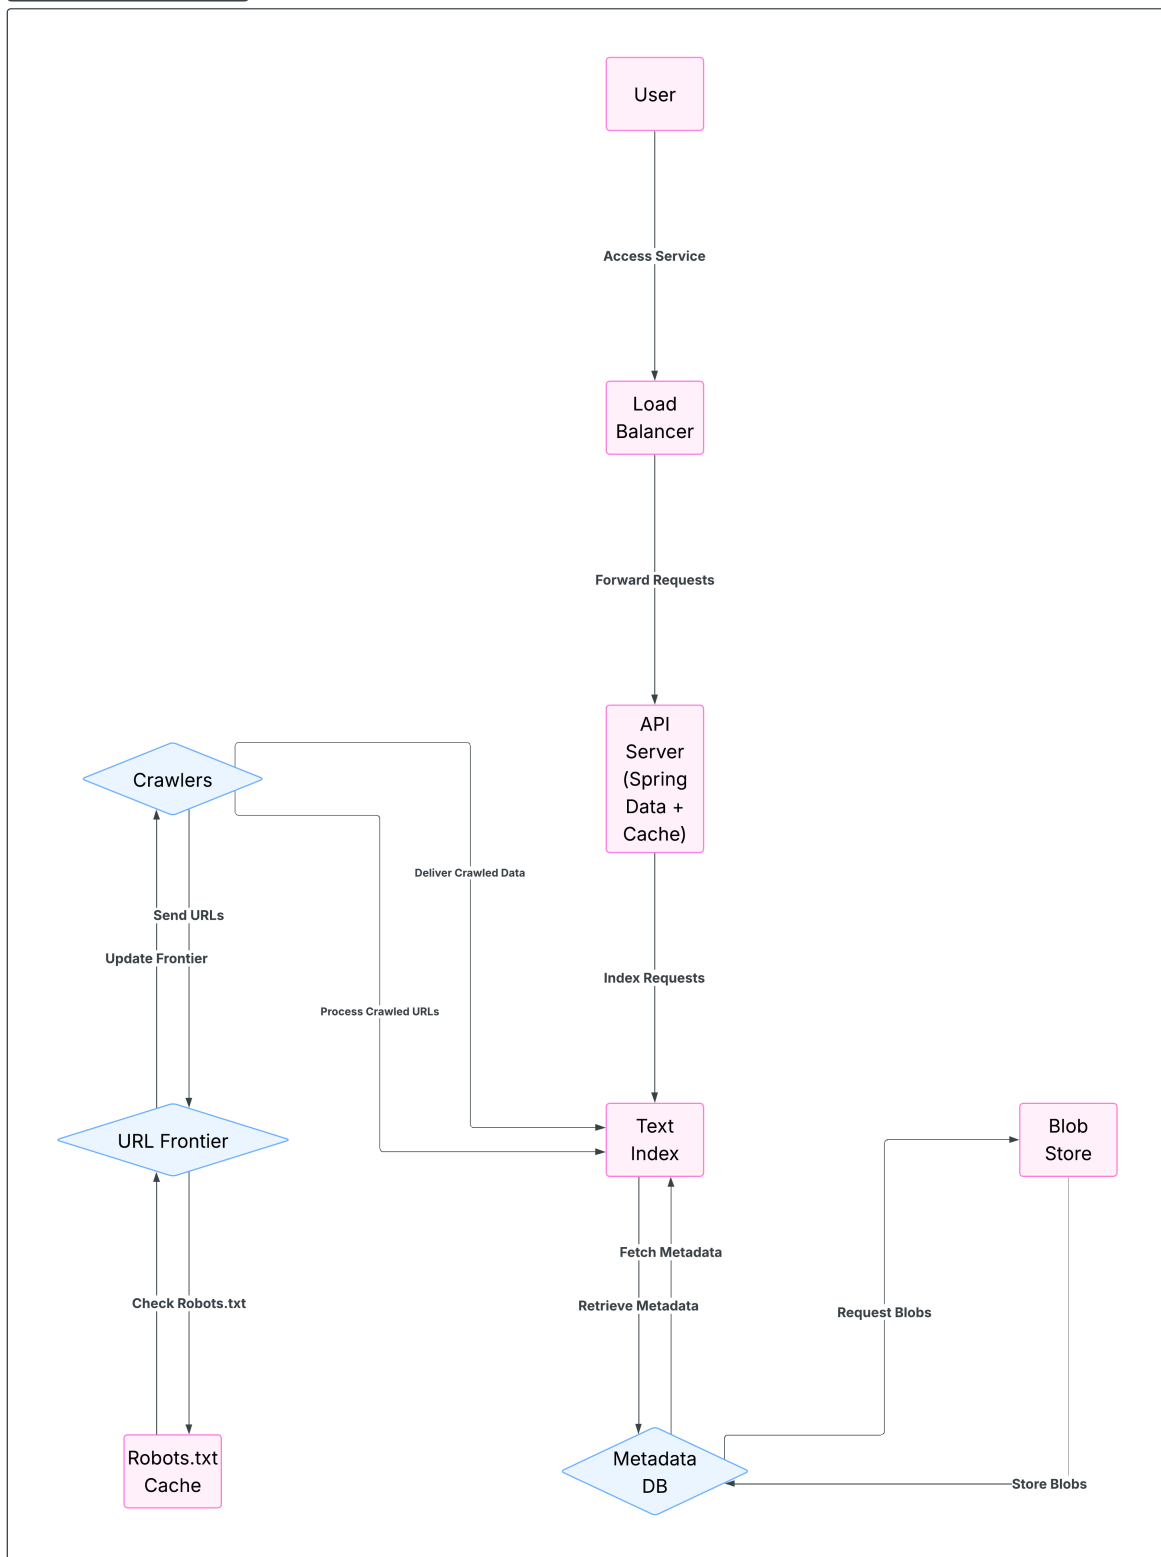 User
Access Service
Load
Balancer
Forward Requests
API
Server
(Spring
Data +
Cache)
Crawlers
Deliver Crawled Data
Send URLs
Update Frontier
Index Requests
Process Crawled URLs
URL Frontier
Text
Index
Blob
Store
Fetch Metadata
Check Robots.txt
Retrieve Metadata
Request Blobs
Robots.txt
Cache
Metadata
DB
Store Blobs